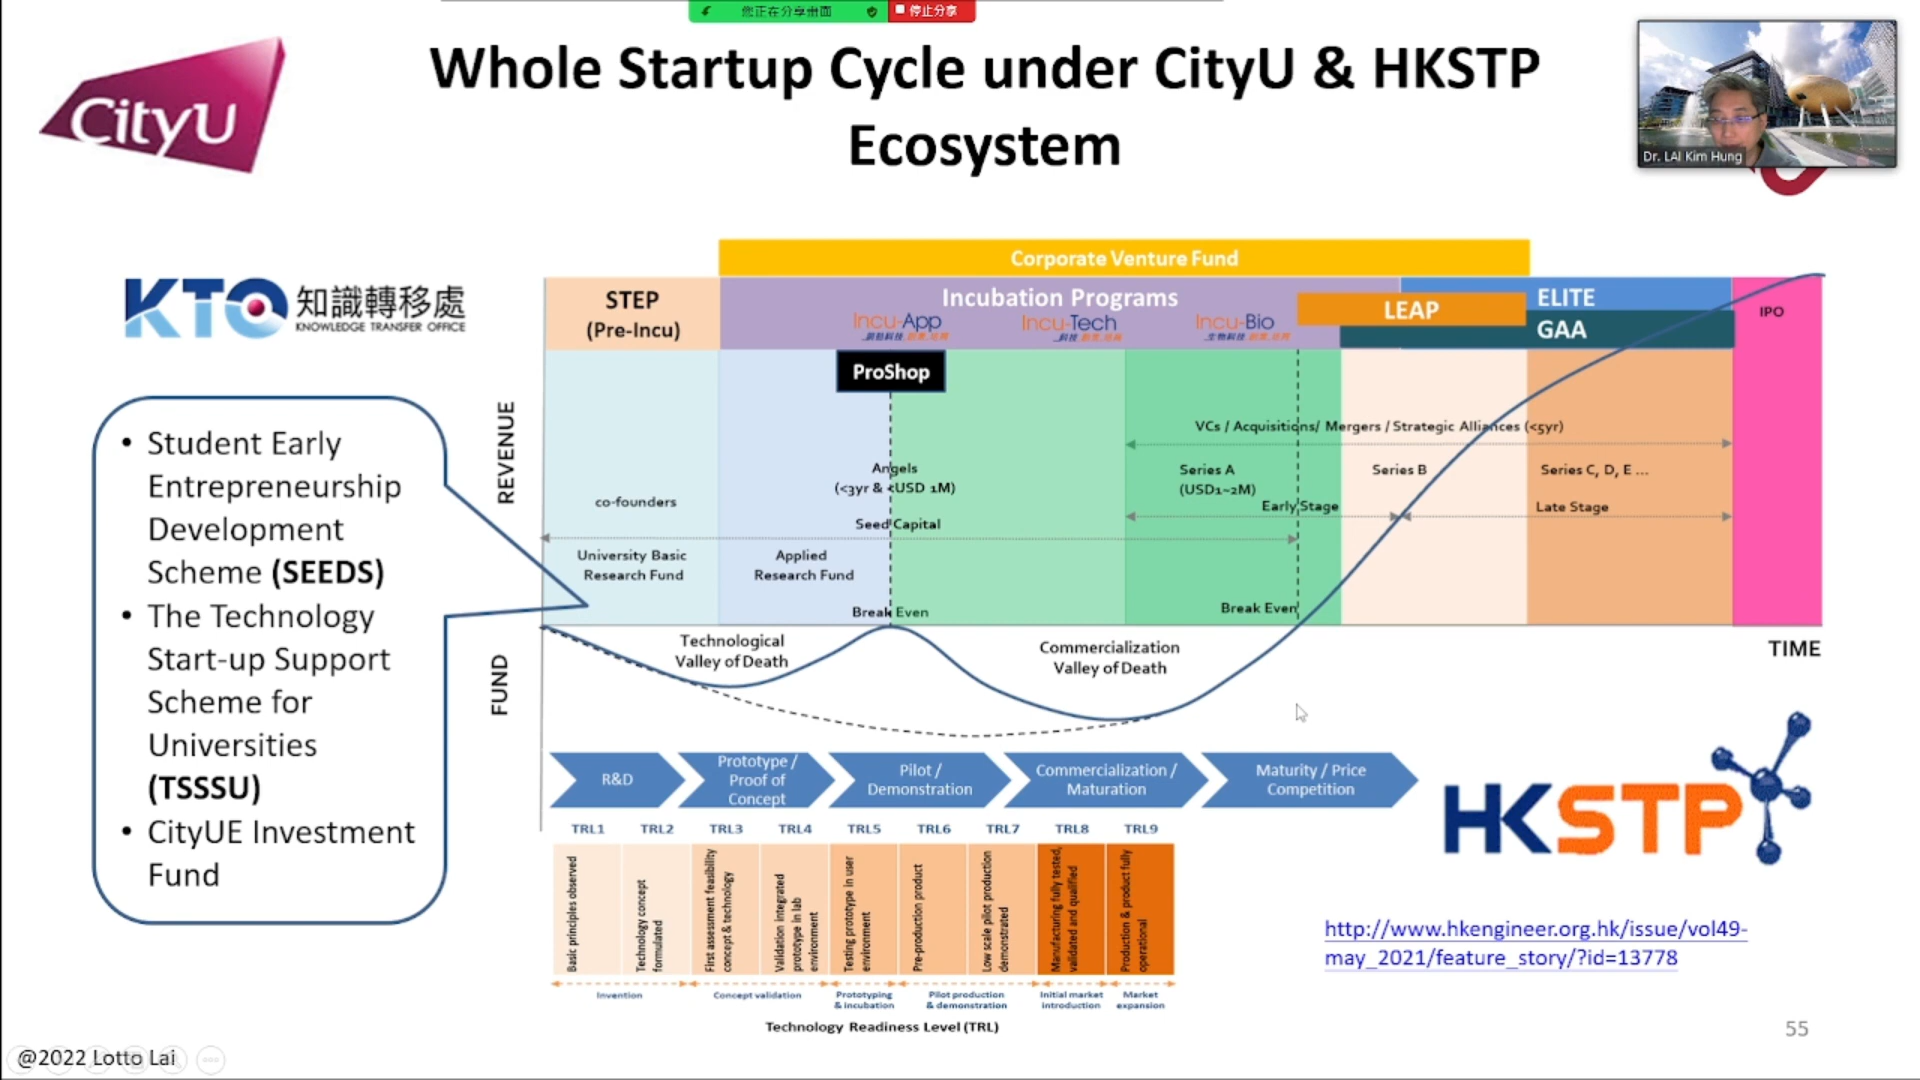 您正在分享画面
停止分享
Whole Startup Cycle under CityU & HKSTP
Ecosystem
CityU
Dr. LAI Kim Hung
KTO 知識轉移處
KNOWLEDGE TRANSFER OFFICE
• Student Early
Entrepreneurship
Development
Scheme (SEEDS)
• The Technology
Start-up Support
Scheme for
Universities
(TSSSU)
• CityUE Investment
Fund
Corporate Venture Fund
STEP
(Pre-Incu)
Incubation Programs
Incu-App
Incu-Tech
Incu-Bio
LEAP
ELITE
GAA
IPO
ProShop
REVENUE
VCs / Acquisitions/ Mergers / Strategic Alliances (<5yr)
co-founders
Angels
(<3yr & <USD 1M)
Seed Capital
Series A
(USD1~2M)
Early Stage
Series B
Series C, D, E ...
Late Stage
University Basic
Research Fund
Applied
Research Fund
Break Even
Break Even
FUND
Technological
Valley of Death
Commercialization
Valley of Death
TIME
R&D
Prototype /
Proof of
Concept
Pilot /
Demonstration
Commercialization /
Maturation
Maturity / Price
Competition
TRL1 TRL2 TRL3 TRL4 TRL5 TRL6 TRL7 TRL8 TRL9
Basic principles observed
Technology concept
formulated
First assessment feasibility
concept & technology
Validation integrated
prototype in lab
environment
Testing prototype in user
environment
Pre-production product
Low scale pilot production
demonstrated
Manufacturing fully tested,
validated and qualified
Production & product fully
operational
Invention
Concept validation
Prototyping
& incubation
Pilot production
& demonstration
Initial market
introduction
Market
expansion
Technology Readiness Level (TRL)
HKSTP
http://www.hkengineer.org.hk/issue/vol49-
may_2021/feature_story/?id=13778
55
@2022 Lotto Lai